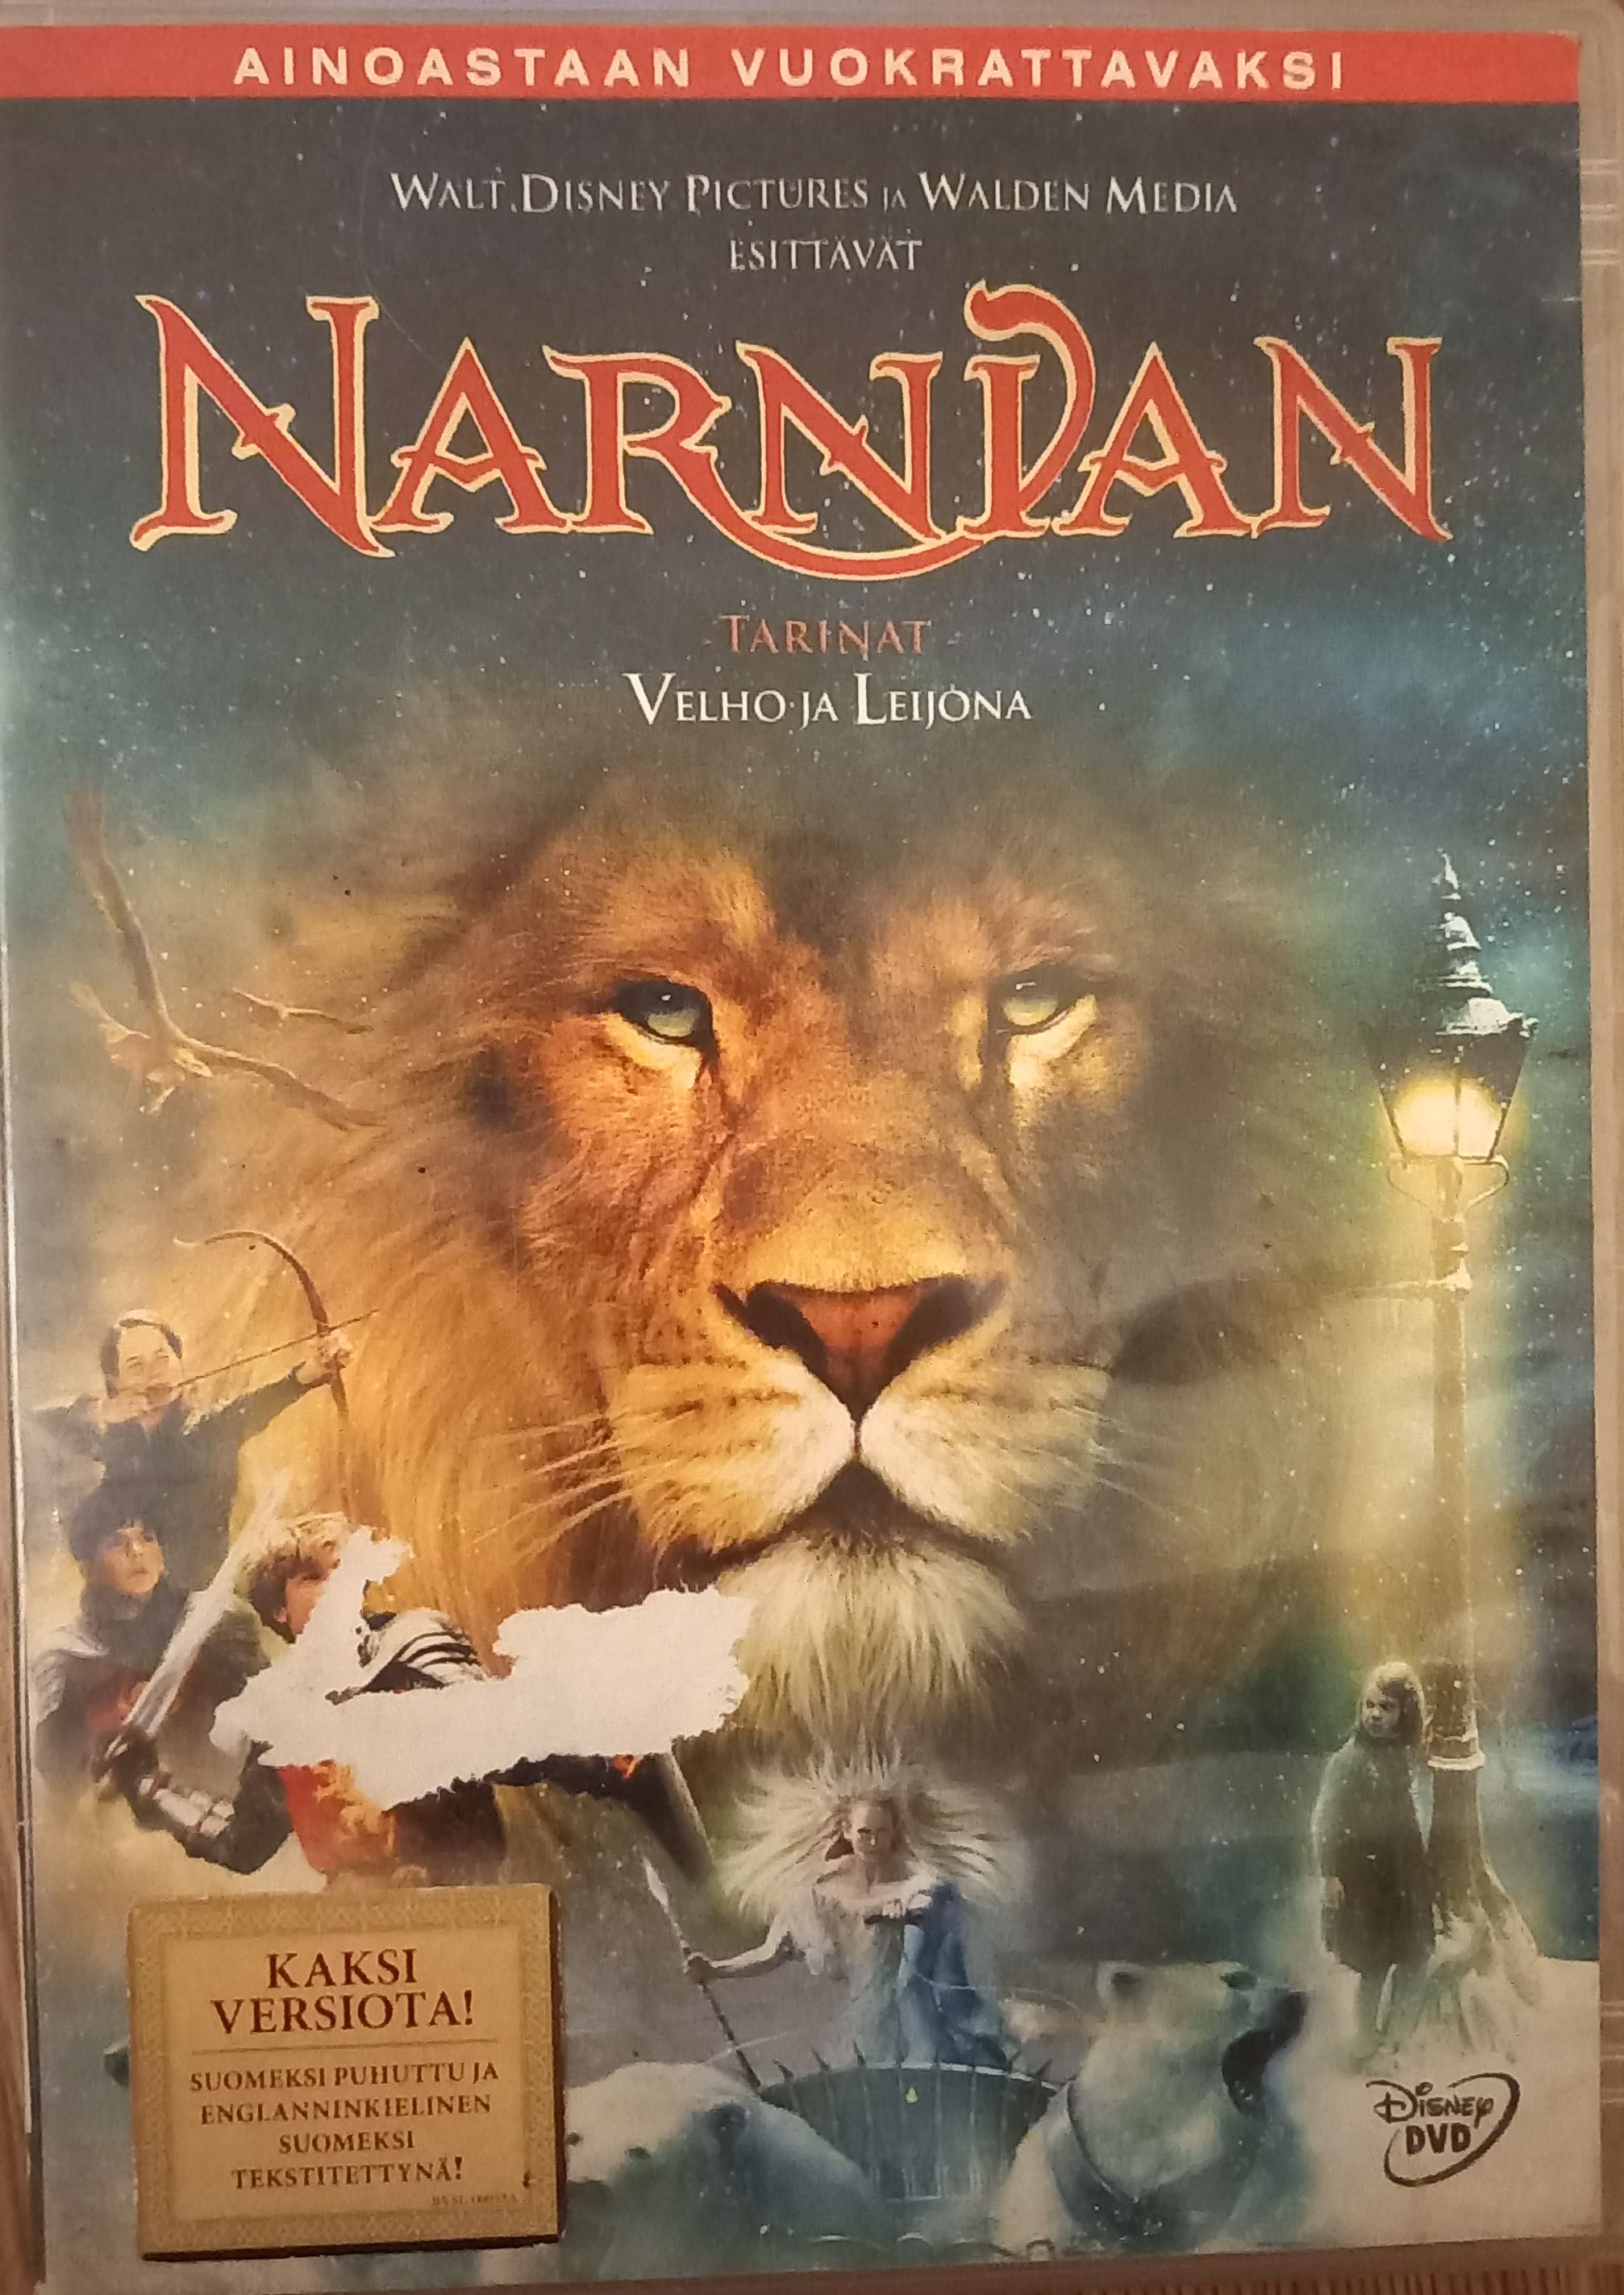 AINOASTAAN VUOKRATTAVAKSI
WALT DISNEY PICTURES JA WALDEN MEDIA
ESITTÄVÄT
NARNIAN
TARINAT
VELHO JA LEIJONA
KAKSI
VERSIOTA!
SUOMEKSI PUHUTTU JA
ENGLANNINKIELINEN
SUOMEKSI
TEKSTITETTYNÄ!
DISNEY
DVD